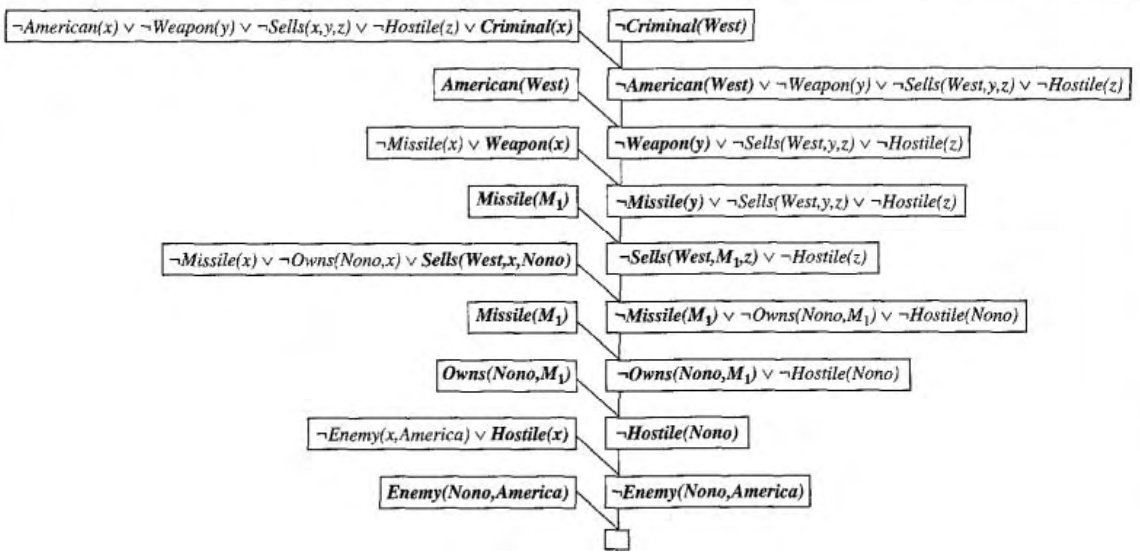 ¬American(x) ∨ ¬Weapon(y) ∨ ¬Sells(x,y,z) ∨ ¬Hostile(z) ∨ Criminal(x) ¬Criminal(West)
American(West) ¬American(West) ∨ ¬Weapon(y) ∨ ¬Sells(West,y,z) ∨ ¬Hostile(z)
¬Missile(x) ∨ Weapon(x) ¬Weapon(y) ∨ ¬Sells(West,y,z) ∨ ¬Hostile(z)
Missile(M₁) ¬Missile(y) ∨ ¬Sells(West,y,z) ∨ ¬Hostile(z)
¬Missile(x) ∨ ¬Owns(Nono,x) ∨ Sells(West,x,Nono) ¬Sells(West,M₁,z) ∨ ¬Hostile(z)
Missile(M₁) ¬Missile(M₁) ∨ ¬Owns(Nono,M₁) ∨ ¬Hostile(Nono)
Owns(Nono,M₁) ¬Owns(Nono,M₁) ∨ ¬Hostile(Nono)
¬Enemy(x,America) ∨ Hostile(x) ¬Hostile(Nono)
Enemy(Nono,America) ¬Enemy(Nono,America)